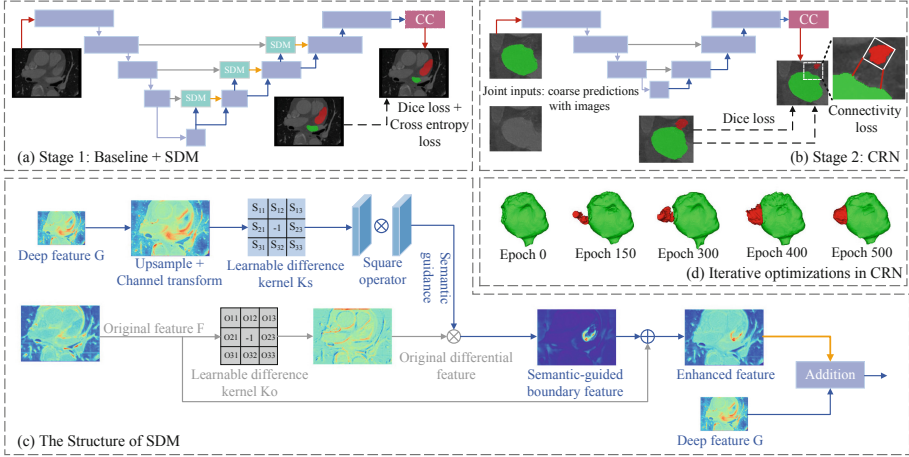 CC
SDM
SDM
SDM
Dice loss +
Cross entropy
loss
(a) Stage 1: Baseline + SDM
CC
Joint inputs: coarse predictions
with images
Dice loss
Connectivity
loss
(b) Stage 2: CRN
Deep feature G
Upsample +
Channel transform
S11 S12 S13
S21 -1 S23
S31 S32 S33
Learnable difference
kernel Ks
Square
operator
Semantic
guidance
Epoch 0
Epoch 150
Epoch 300
Epoch 400
Epoch 500
(d) Iterative optimizations in CRN
Original feature F
O11 O12 O13
O21 -1 O23
O31 O32 O33
Learnable difference
kernel Ko
Original differential
feature
Semantic-guided
boundary feature
Enhanced feature
Addition
Deep feature G
(c) The Structure of SDM